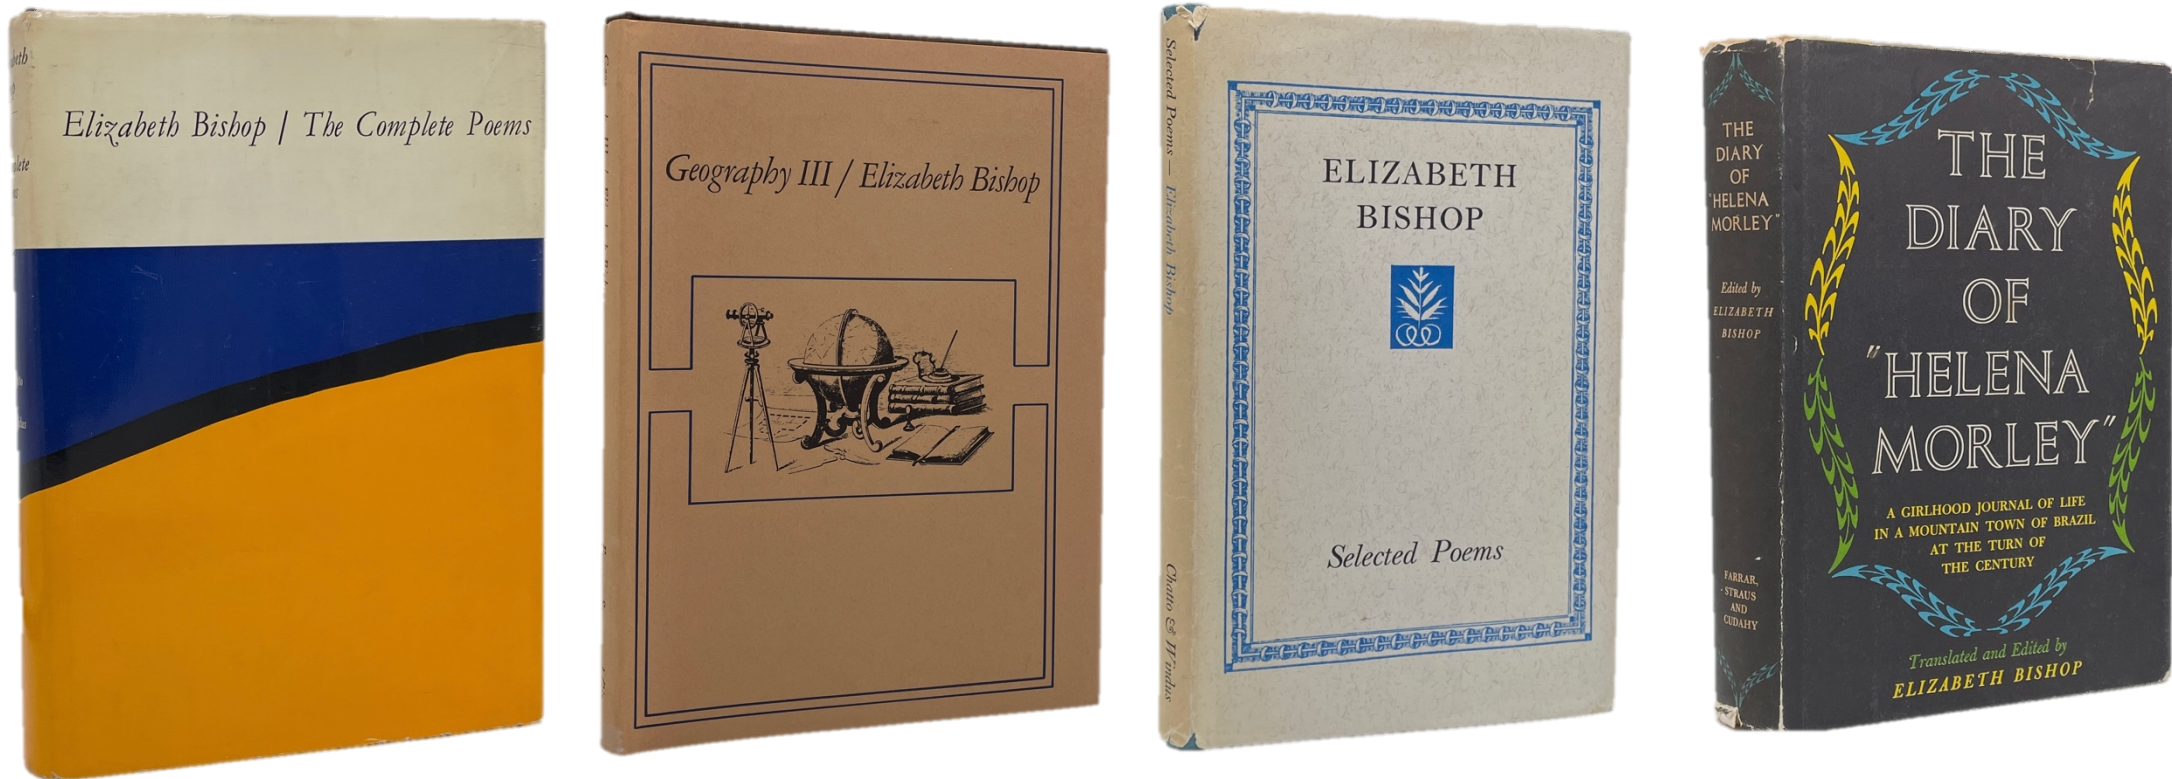 Elizabeth Bishop / The Complete Poems
Geography III / Elizabeth Bishop
Selected Poems — Elizabeth Bishop
Chatto & Windus
ELIZABETH
BISHOP
Selected Poems
THE
DIARY
OF
"HELENA
MORLEY"
Edited by
ELIZABETH
BISHOP
FARRAR,
STRAUS
AND
CUDAHY
THE
DIARY
OF
"HELENA
MORLEY"
A GIRLHOOD JOURNAL OF LIFE
IN A MOUNTAIN TOWN OF BRAZIL
AT THE TURN OF
THE CENTURY
Translated and Edited by
ELIZABETH BISHOP